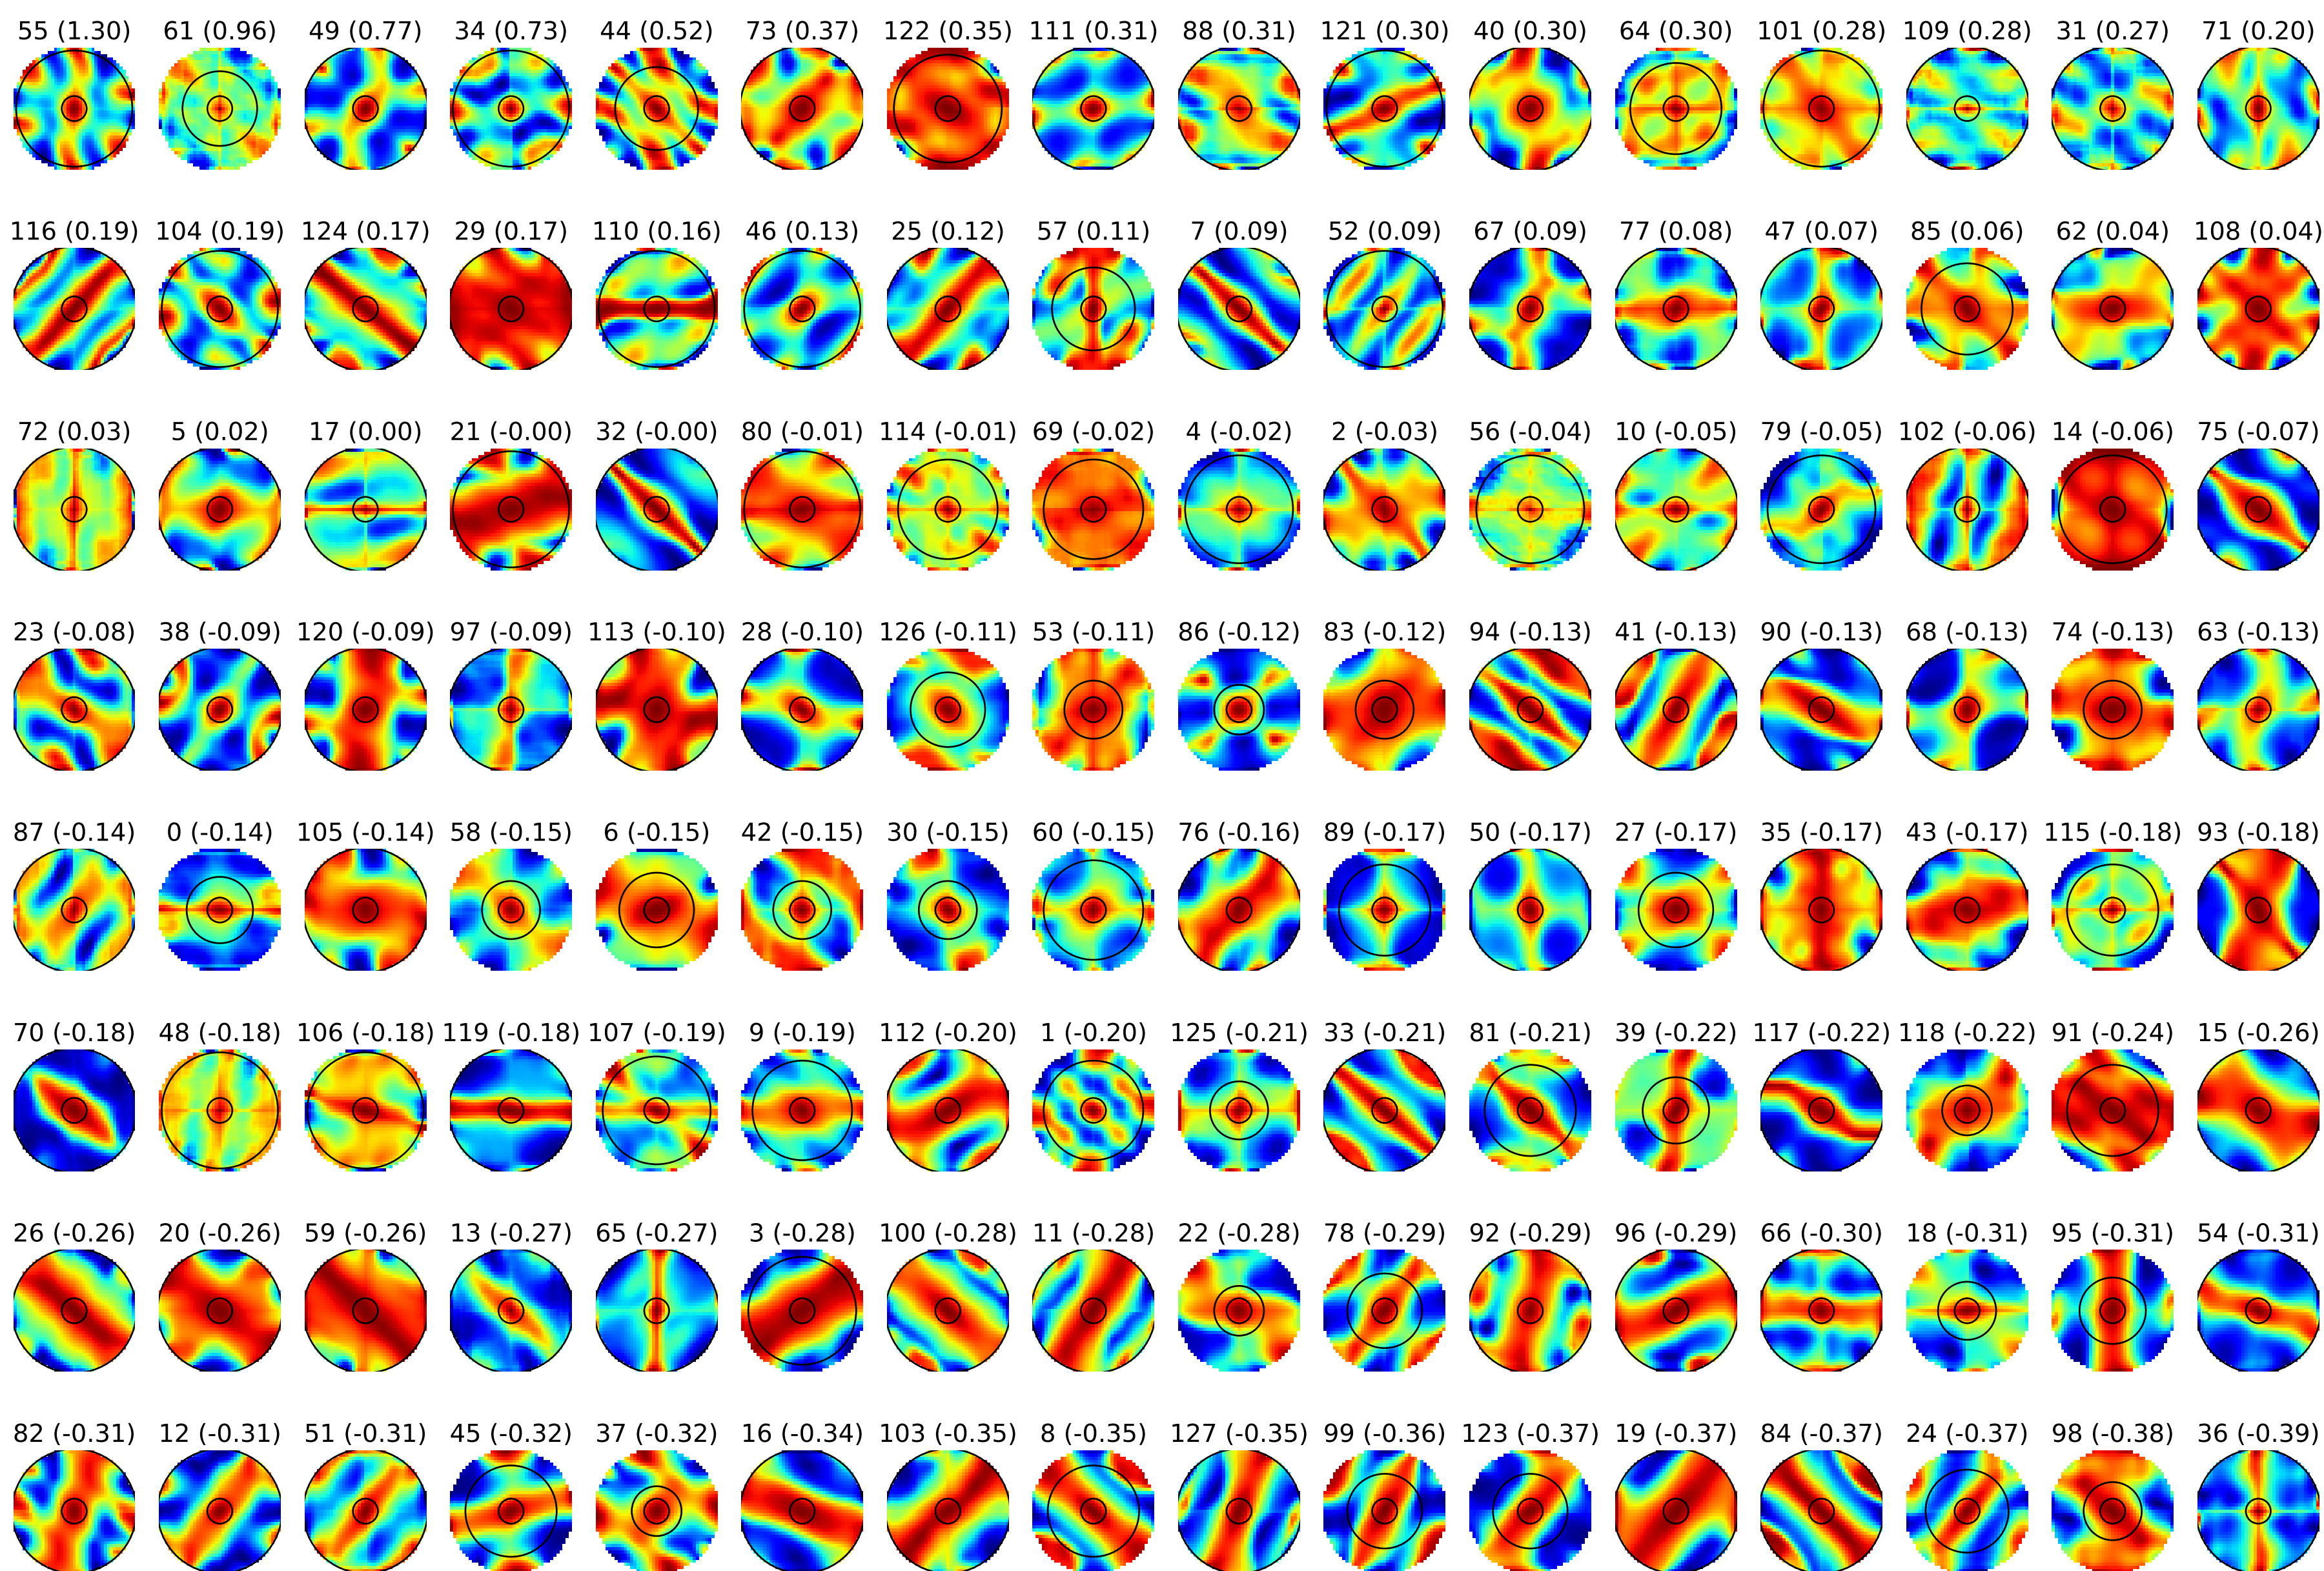 55 (1.30) 61 (0.96) 49 (0.77) 34 (0.73) 44 (0.52) 73 (0.37) 122 (0.35) 111 (0.31) 88 (0.31) 121 (0.30) 40 (0.30) 64 (0.30) 101 (0.28) 109 (0.28) 31 (0.27) 71 (0.20)
116 (0.19) 104 (0.19) 124 (0.17) 29 (0.17) 110 (0.16) 46 (0.13) 25 (0.12) 57 (0.11) 7 (0.09) 52 (0.09) 67 (0.09) 77 (0.08) 47 (0.07) 85 (0.06) 62 (0.04) 108 (0.04)
72 (0.03) 5 (0.02) 17 (0.00) 21 (-0.00) 32 (-0.00) 80 (-0.01) 114 (-0.01) 69 (-0.02) 4 (-0.02) 2 (-0.03) 56 (-0.04) 10 (-0.05) 79 (-0.05) 102 (-0.06) 14 (-0.06) 75 (-0.07)
23 (-0.08) 38 (-0.09) 120 (-0.09) 97 (-0.09) 113 (-0.10) 28 (-0.10) 126 (-0.11) 53 (-0.11) 86 (-0.12) 83 (-0.12) 94 (-0.13) 41 (-0.13) 90 (-0.13) 68 (-0.13) 74 (-0.13) 63 (-0.13)
87 (-0.14) 0 (-0.14) 105 (-0.14) 58 (-0.15) 6 (-0.15) 42 (-0.15) 30 (-0.15) 60 (-0.15) 76 (-0.16) 89 (-0.17) 50 (-0.17) 27 (-0.17) 35 (-0.17) 43 (-0.17) 115 (-0.18) 93 (-0.18)
70 (-0.18) 48 (-0.18) 106 (-0.18) 119 (-0.18) 107 (-0.19) 9 (-0.19) 112 (-0.20) 1 (-0.20) 125 (-0.21) 33 (-0.21) 81 (-0.21) 39 (-0.22) 117 (-0.22) 118 (-0.22) 91 (-0.24) 15 (-0.26)
26 (-0.26) 20 (-0.26) 59 (-0.26) 13 (-0.27) 65 (-0.27) 3 (-0.28) 100 (-0.28) 11 (-0.28) 22 (-0.28) 78 (-0.29) 92 (-0.29) 96 (-0.29) 66 (-0.30) 18 (-0.31) 95 (-0.31) 54 (-0.31)
82 (-0.31) 12 (-0.31) 51 (-0.31) 45 (-0.32) 37 (-0.32) 16 (-0.34) 103 (-0.35) 8 (-0.35) 127 (-0.35) 99 (-0.36) 123 (-0.37) 19 (-0.37) 84 (-0.37) 24 (-0.37) 98 (-0.38) 36 (-0.39)